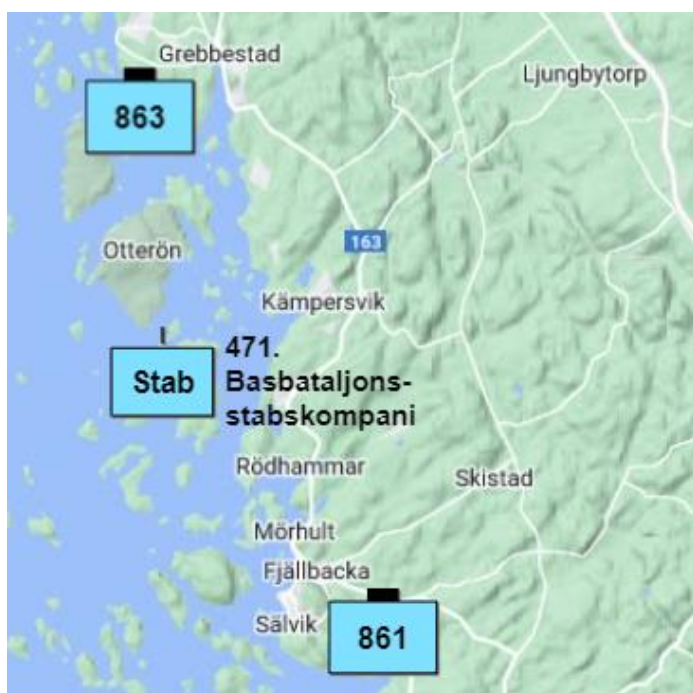 Grebbestad
Ljungbytorp
863
Otterön
163
Kämpersvik
471.
Basbataljons-
stabskompani
Stab
Rödhammar
Skistad
Mörhult
Fjällbacka
Sälvik
861